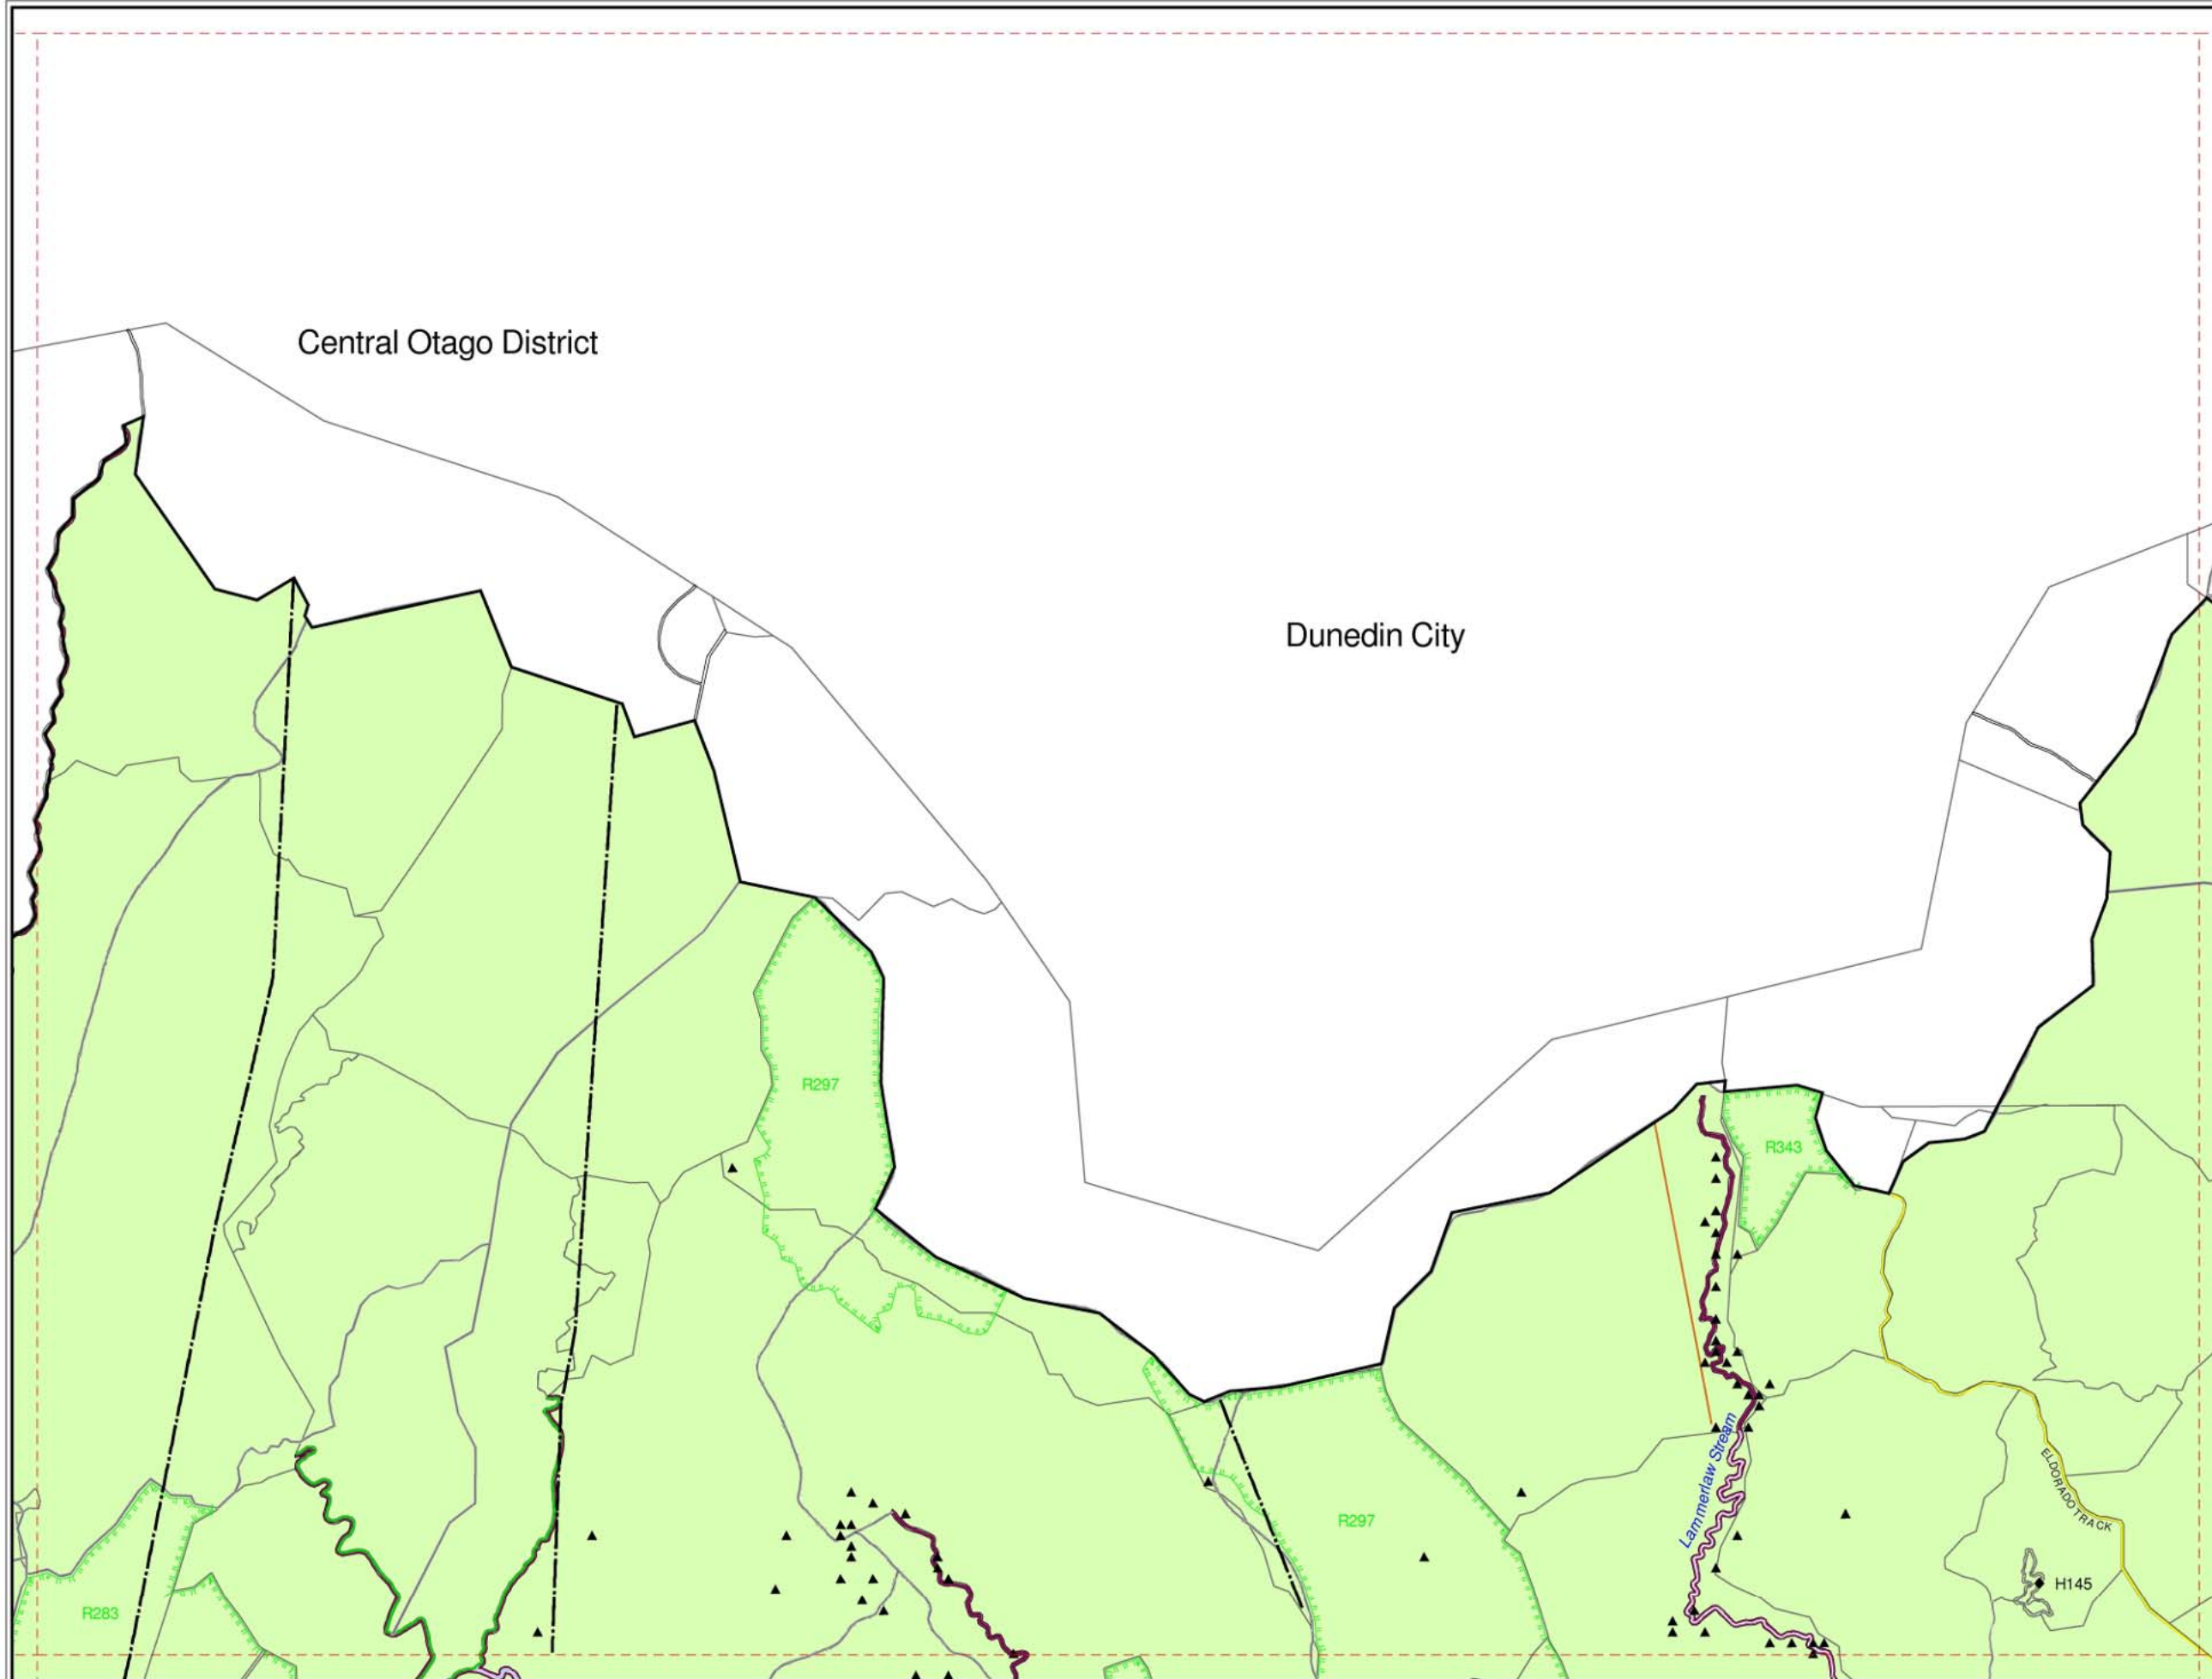 Central Otago District
Dunedin City
R297
R343
Lammerlaw Stream
ELDORADO TRACK
R297
H145
R283